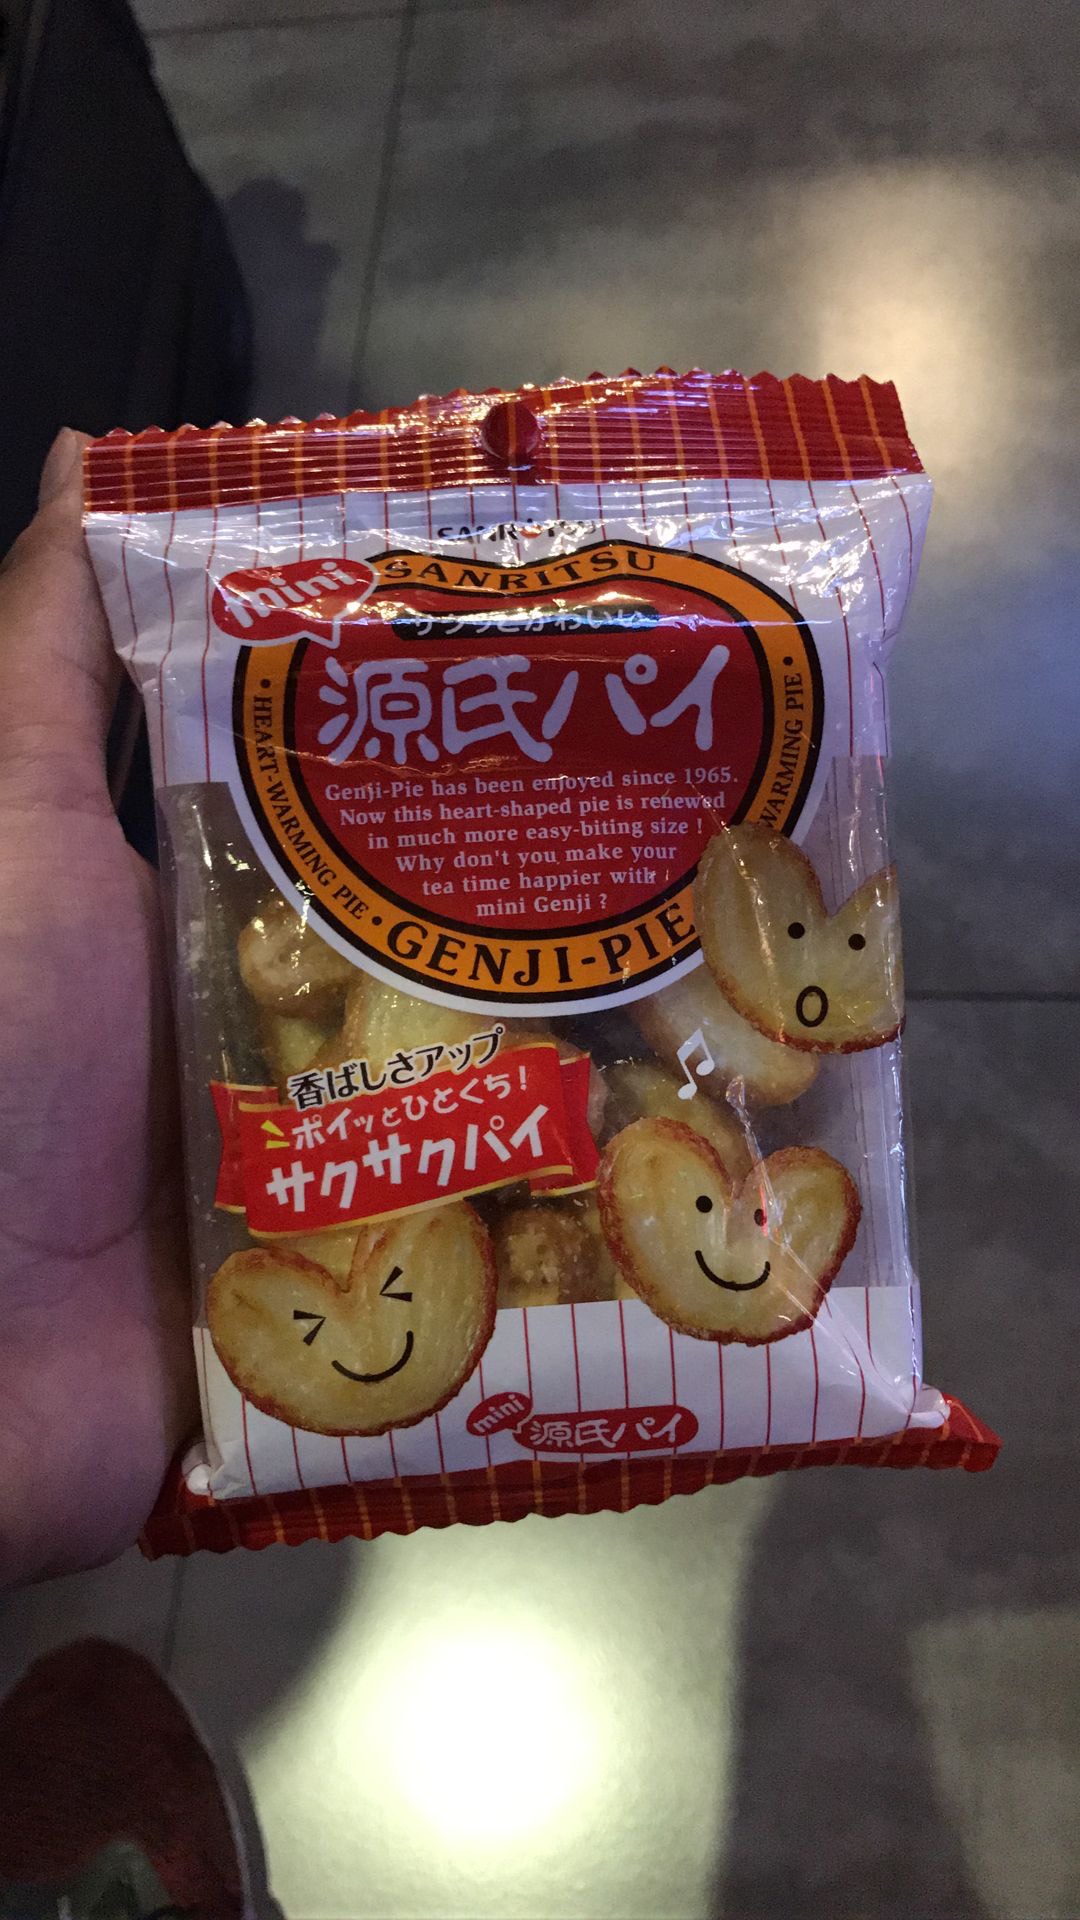 SANRITSU
mini
SANRITSU
サクッとかわいい
源氏パイ
Genji-Pie has been enjoyed since 1965.
Now this heart-shaped pie is renewed
in much more easy-biting size !
Why don't you make your
tea time happier with
mini Genji ?
• HEART-WARMING PIE •
WARMING PIE •
GENJI-PIE
香ばしさアップ
ポイッとひとくち!
サクサクパイ
mini
源氏パイ